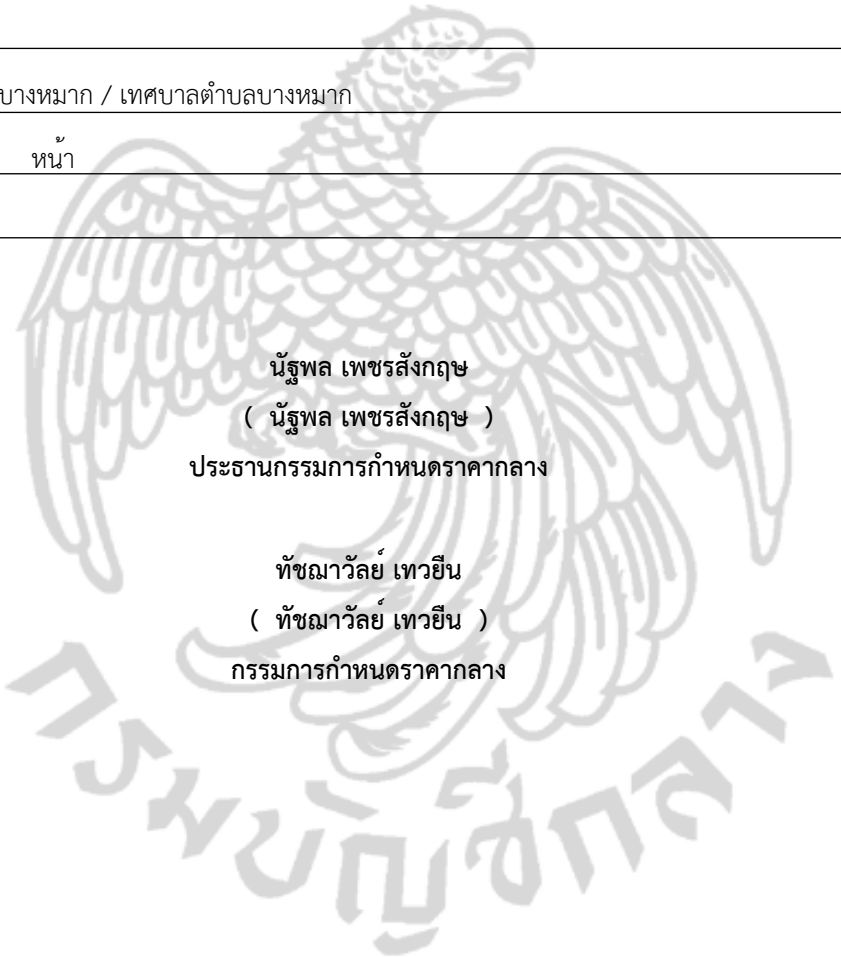 บางหมาก / เทศบาลตำบลบางหมาก
หน้า
นัฐพล เพชรสังกฤษ
( นัฐพล เพชรสังกฤษ )
ประธานกรรมการกำหนดราคากลาง
ทัชฌาวัลย์ เทวยืน
( ทัชฌาวัลย์ เทวยืน )
กรรมการกำหนดราคากลาง
กรมบัญชีกลาง